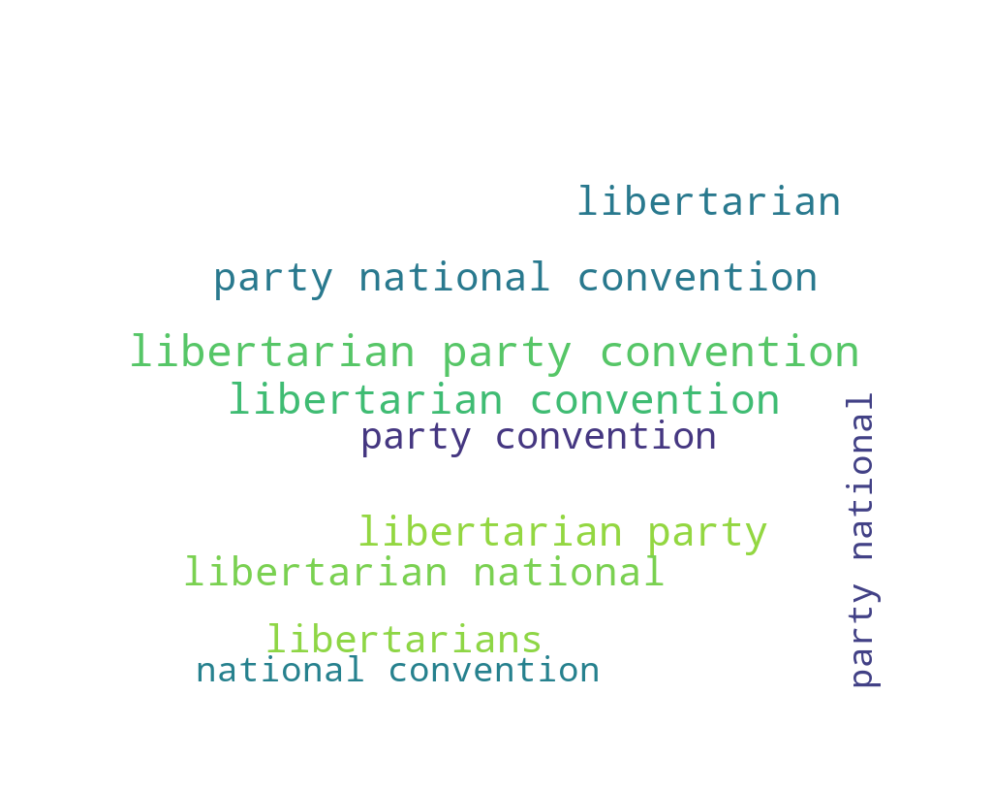 libertarian
party national convention
libertarian party convention
libertarian convention
party convention
party national
libertarian party
libertarian national
libertarians
national convention